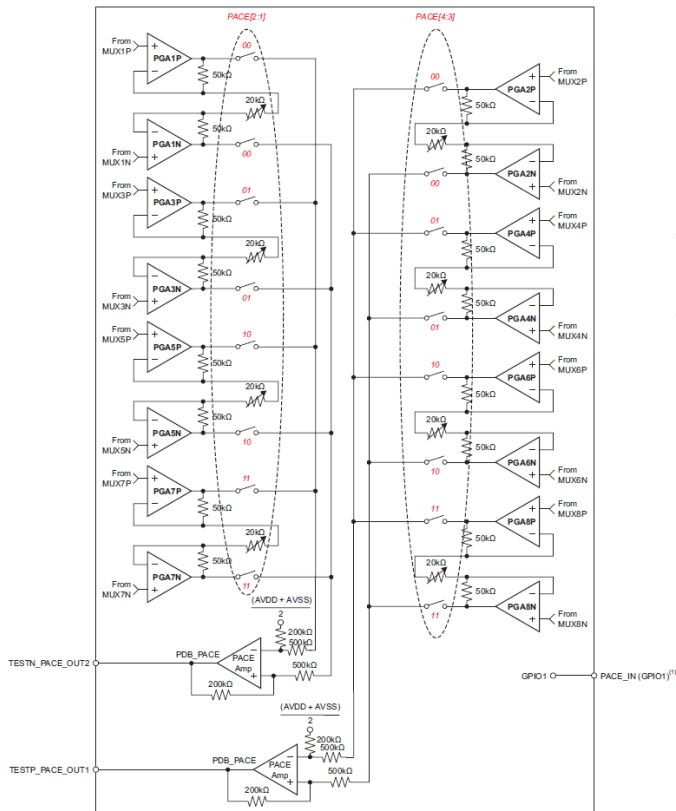 PACE[2:1]
PACE[4:3]
From
MUX1P
PGA1P
00
50kΩ
20kΩ
50kΩ
PGA1N
From
MUX1N
00
From
MUX3P
PGA3P
01
50kΩ
20kΩ
50kΩ
PGA3N
From
MUX3N
01
From
MUX5P
PGA5P
10
50kΩ
20kΩ
50kΩ
PGA5N
From
MUX5N
10
From
MUX7P
PGA7P
11
50kΩ
20kΩ
50kΩ
PGA7N
From
MUX7N
11
00
PGA2P
From
MUX2P
50kΩ
20kΩ
50kΩ
PGA2N
00
From
MUX2N
01
PGA4P
From
MUX4P
50kΩ
20kΩ
50kΩ
PGA4N
01
From
MUX4N
10
PGA6P
From
MUX6P
50kΩ
20kΩ
50kΩ
PGA6N
10
From
MUX6N
11
PGA8P
From
MUX8P
50kΩ
20kΩ
50kΩ
PGA8N
11
From
MUX8N
(AVDD + AVSS)
2
200kΩ
500kΩ
PDB_PACE
PACE
Amp
500kΩ
200kΩ
TESTN_PACE_OUT2
GPIO1
PACE_IN (GPIO1)(1)
(AVDD + AVSS)
2
200kΩ
500kΩ
PDB_PACE
PACE
Amp
500kΩ
200kΩ
TESTP_PACE_OUT1